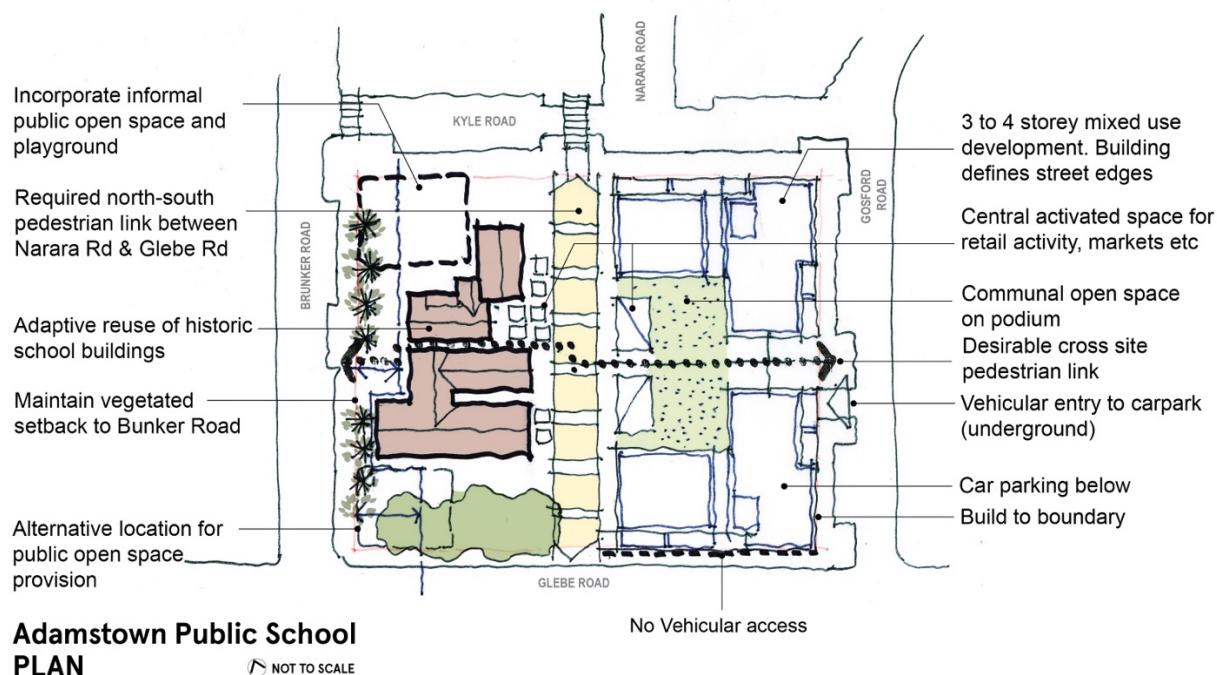 NARARA ROAD
KYLE ROAD
GOSFORD
ROAD
BRUNKER ROAD
GLEBE ROAD
Incorporate informal
public open space and
playground
Required north-south
pedestrian link between
Narara Rd & Glebe Rd
Adaptive reuse of historic
school buildings
Maintain vegetated
setback to Bunker Road
Alternative location for
public open space
provision
3 to 4 storey mixed use
development. Building
defines street edges
Central activated space for
retail activity, markets etc
Communal open space
on podium
Desirable cross site
pedestrian link
Vehicular entry to carpark
(underground)
Car parking below
Build to boundary
No Vehicular access
Adamstown Public School
PLAN
NOT TO SCALE